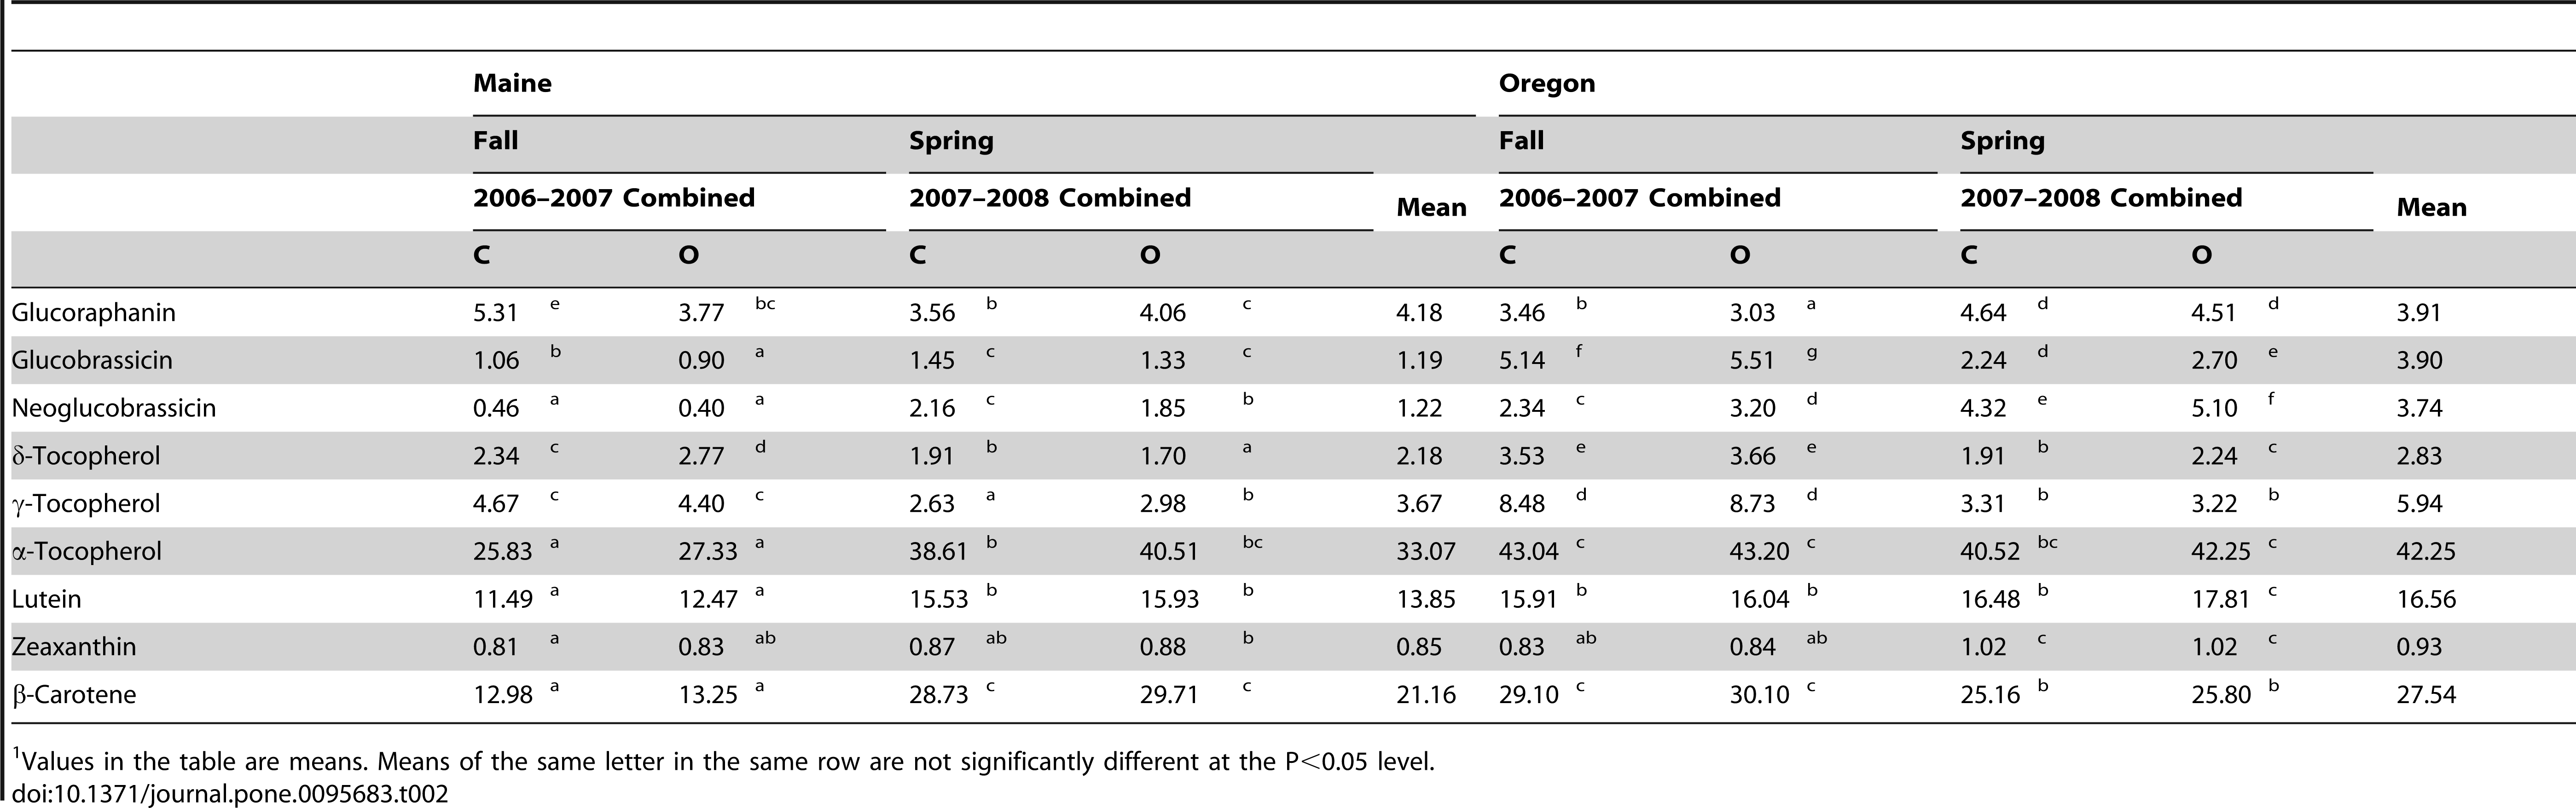 Maine Oregon
Fall Spring Fall Spring
2006–2007 Combined 2007–2008 Combined Mean 2006–2007 Combined 2007–2008 Combined Mean
C O C O C O C O
Glucoraphanin 5.31 e 3.77 bc 3.56 b 4.06 c 4.18 3.46 b 3.03 a 4.64 d 4.51 d 3.91
Glucobrassicin 1.06 b 0.90 a 1.45 c 1.33 c 1.19 5.14 f 5.51 g 2.24 d 2.70 e 3.90
Neoglucobrassicin 0.46 a 0.40 a 2.16 c 1.85 b 1.22 2.34 c 3.20 d 4.32 e 5.10 f 3.74
δ-Tocopherol 2.34 c 2.77 d 1.91 b 1.70 a 2.18 3.53 e 3.66 e 1.91 b 2.24 c 2.83
γ-Tocopherol 4.67 c 4.40 c 2.63 a 2.98 b 3.67 8.48 d 8.73 d 3.31 b 3.22 b 5.94
α-Tocopherol 25.83 a 27.33 a 38.61 b 40.51 bc 33.07 43.04 c 43.20 c 40.52 bc 42.25 c 42.25
Lutein 11.49 a 12.47 a 15.53 b 15.93 b 13.85 15.91 b 16.04 b 16.48 b 17.81 c 16.56
Zeaxanthin 0.81 a 0.83 ab 0.87 ab 0.88 b 0.85 0.83 ab 0.84 ab 1.02 c 1.02 c 0.93
β-Carotene 12.98 a 13.25 a 28.73 c 29.71 c 21.16 29.10 c 30.10 c 25.16 b 25.80 b 27.54
1Values in the table are means. Means of the same letter in the same row are not significantly different at the P<0.05 level.
doi:10.1371/journal.pone.0095683.t002